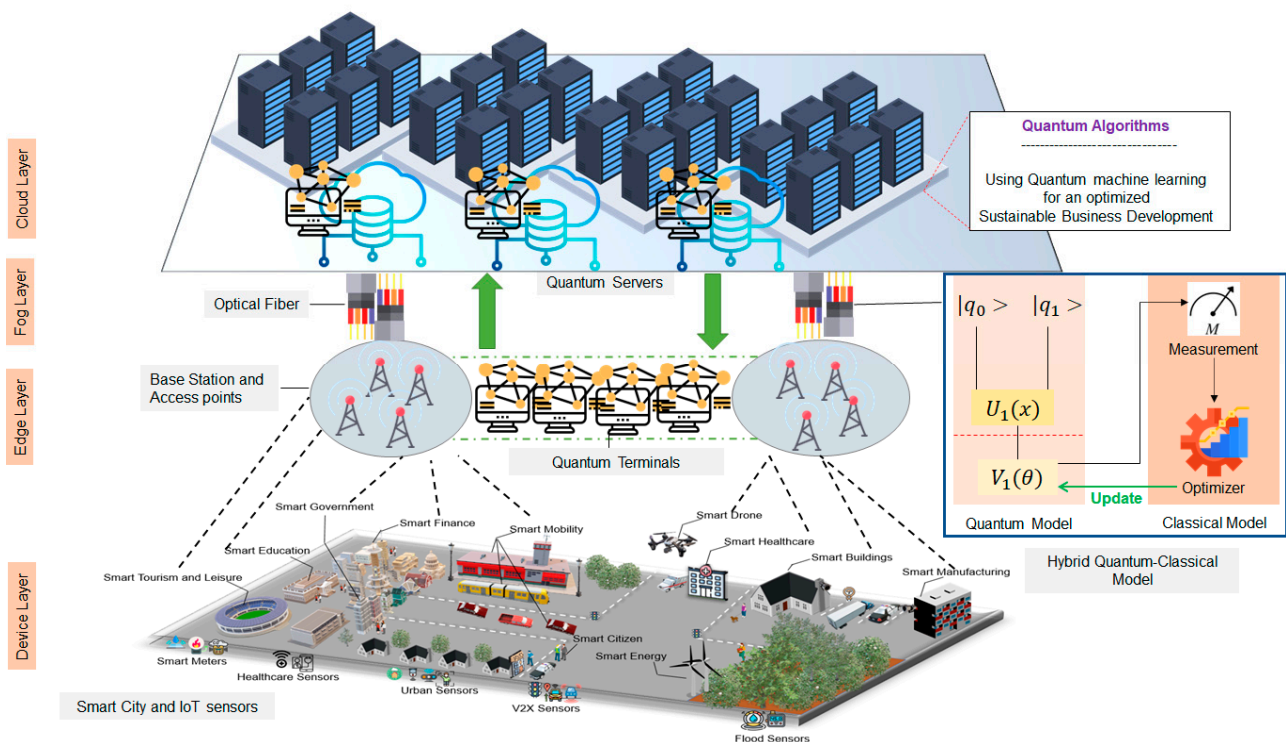 Cloud Layer
Quantum Algorithms
------------------------------
Using Quantum machine learning
for an optimized
Sustainable Business Development
Quantum Servers
Fog Layer
Optical Fiber
|q₀ >
|q₁ >
M
Measurement
Edge Layer
Base Station and
Access points
Quantum Terminals
U₁(x)
V₁(θ)
Update
Optimizer
Quantum Model
Classical Model
Hybrid Quantum-Classical
Model
Device Layer
Smart Government
Smart Finance
Smart Mobility
Smart Education
Smart Tourism and Leisure
Smart Drone
Smart Healthcare
Smart Buildings
Smart Manufacturing
Smart Citizen
Smart Energy
Smart Meters
Healthcare Sensors
Urban Sensors
V2X Sensors
Flood Sensors
Smart City and IoT sensors